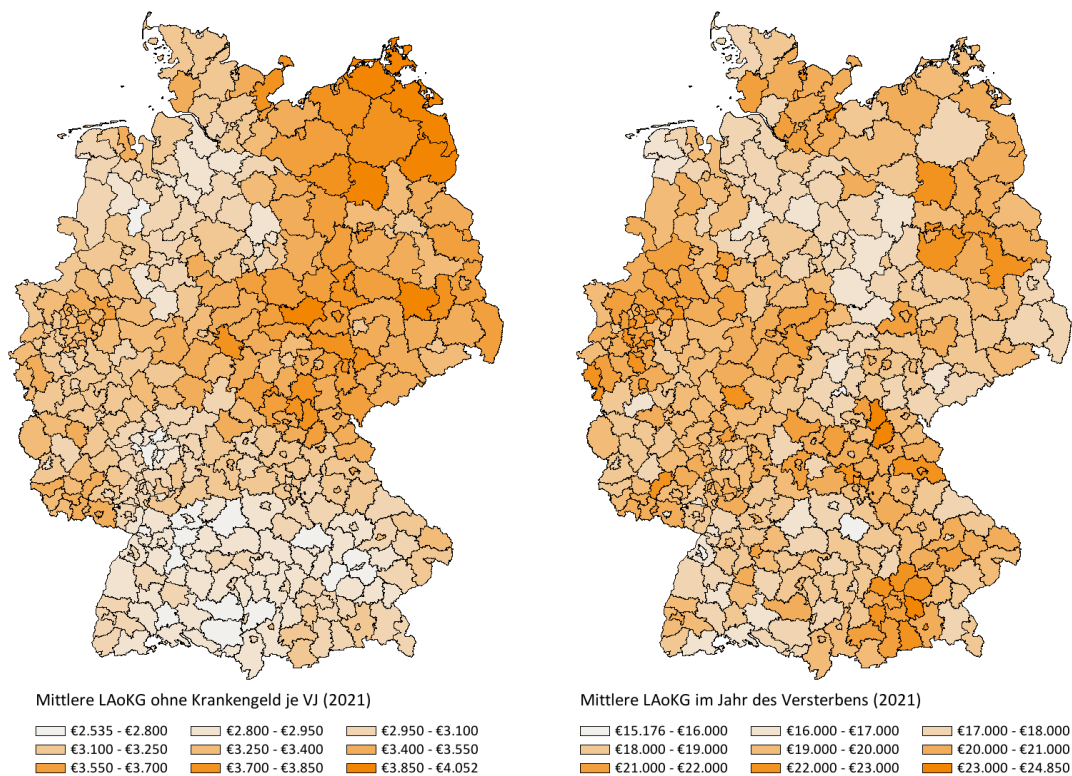 Mittlere LAoKG ohne Krankengeld je VJ (2021)
€2.535 - €2.800 €2.800 - €2.950 €2.950 - €3.100
€3.100 - €3.250 €3.250 - €3.400 €3.400 - €3.550
€3.550 - €3.700 €3.700 - €3.850 €3.850 - €4.052
Mittlere LAoKG im Jahr des Versterbens (2021)
€15.176 - €16.000 €16.000 - €17.000 €17.000 - €18.000
€18.000 - €19.000 €19.000 - €20.000 €20.000 - €21.000
€21.000 - €22.000 €22.000 - €23.000 €23.000 - €24.850